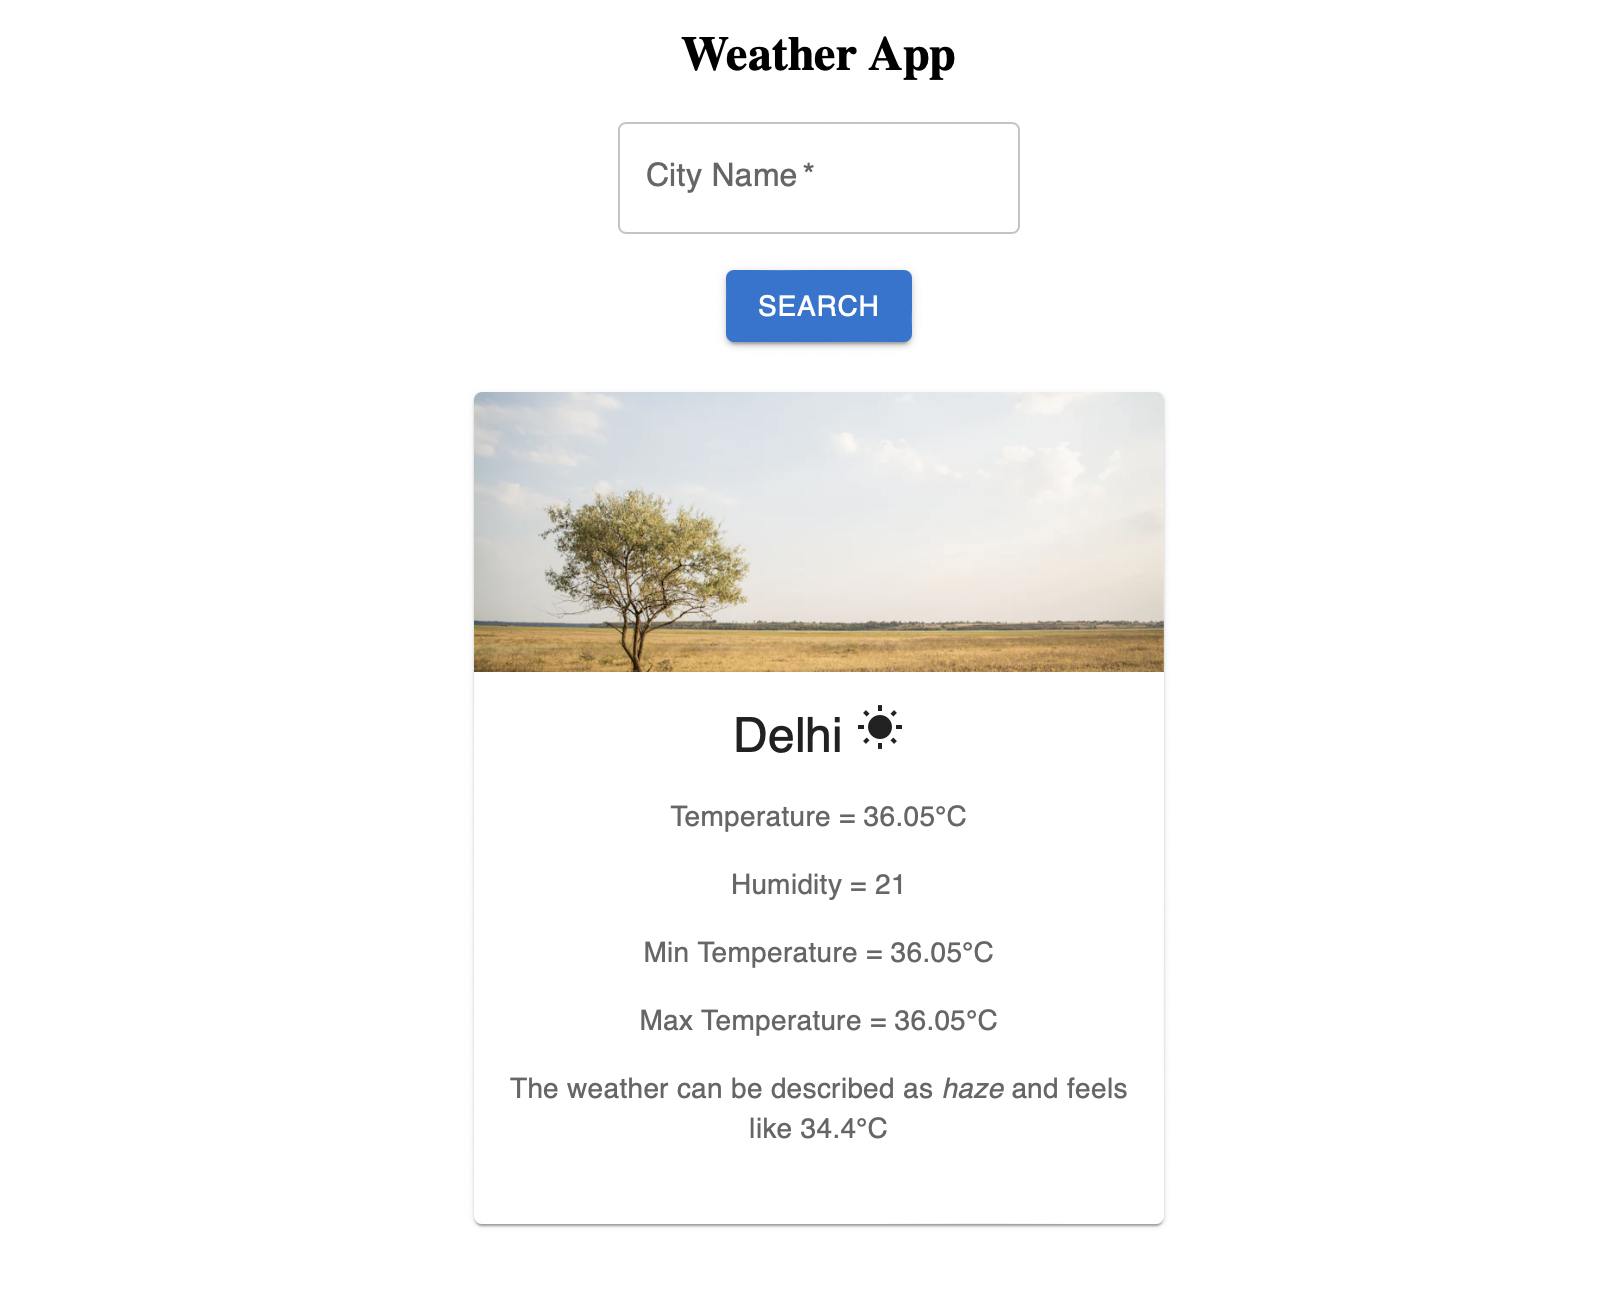 Weather App
City Name *
SEARCH
Delhi
Temperature = 36.05°C
Humidity = 21
Min Temperature = 36.05°C
Max Temperature = 36.05°C
The weather can be described as haze and feels
like 34.4°C